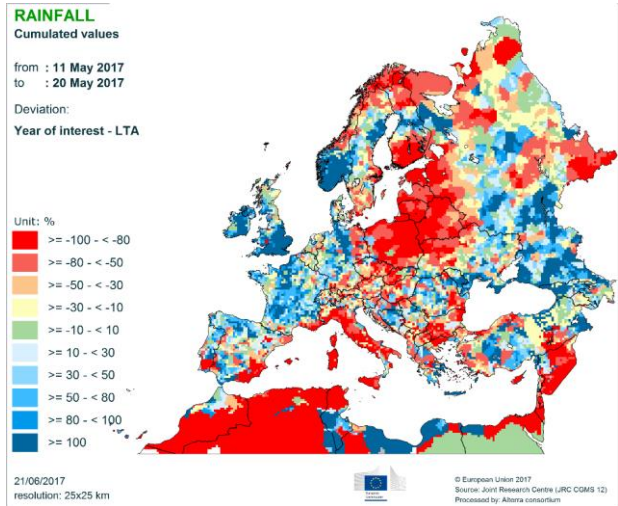 RAINFALL
Cumulated values
from : 11 May 2017
to : 20 May 2017
Deviation:
Year of interest - LTA
Unit: %
>= -100 - < -80
>= -80 - < -50
>= -50 - < -30
>= -30 - < -10
>= -10 - < 10
>= 10 - < 30
>= 30 - < 50
>= 50 - < 80
>= 80 - < 100
>= 100
21/06/2017
resolution: 25x25 km
© European Union 2017
Source: Joint Research Centre (JRC CGMS 12)
Processed by: Alterra consortium